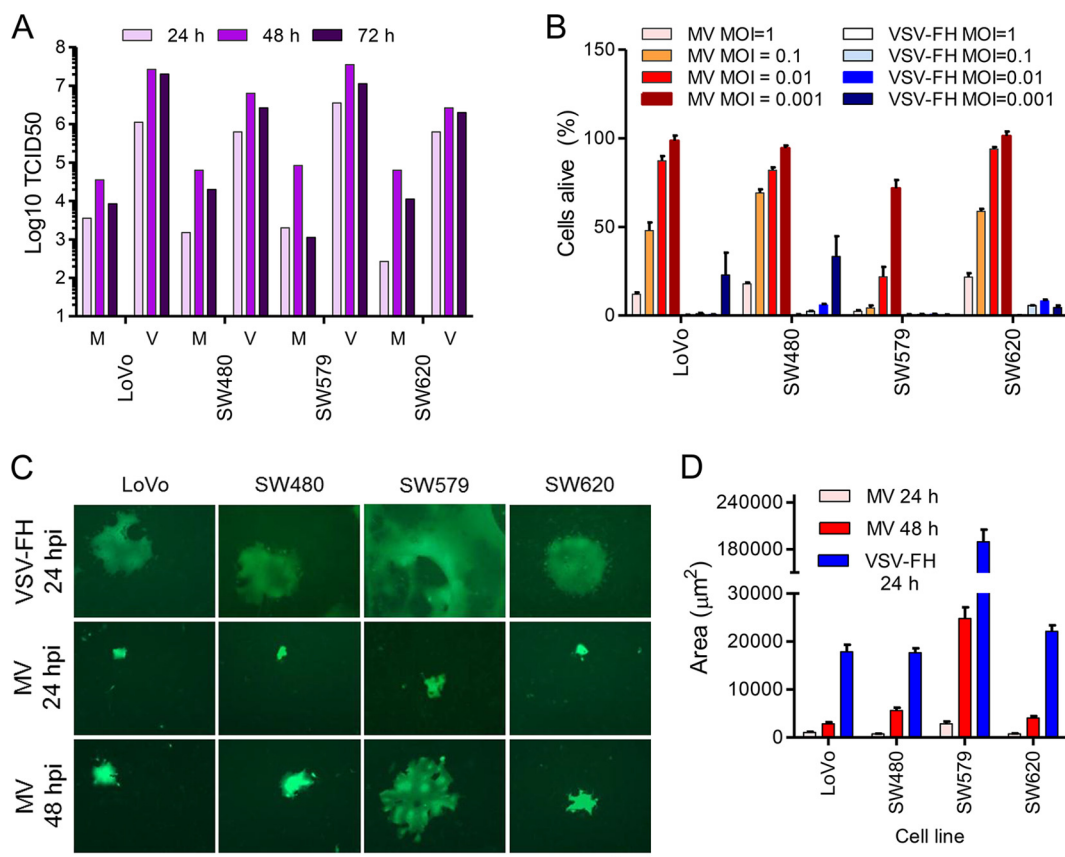 A
24 h 48 h 72 h
8
7
6
5
4
3
2
1
Log10 TCID50
M V M V M V M V
LoVo SW480 SW579 SW620
B
MV MOI=1 VSV-FH MOI=1
MV MOI = 0.1 VSV-FH MOI=0.1
MV MOI = 0.01 VSV-FH MOI=0.01
MV MOI = 0.001 VSV-FH MOI=0.001
150
100
50
0
Cells alive (%)
LoVo SW480 SW579 SW620
C
LoVo SW480 SW579 SW620
VSV-FH
24 hpi
MV
24 hpi
MV
48 hpi
D
MV 24 h
MV 48 h
VSV-FH
24 h
240000
180000
30000
20000
10000
0
Area (μm²)
LoVo SW480 SW579 SW620
Cell line